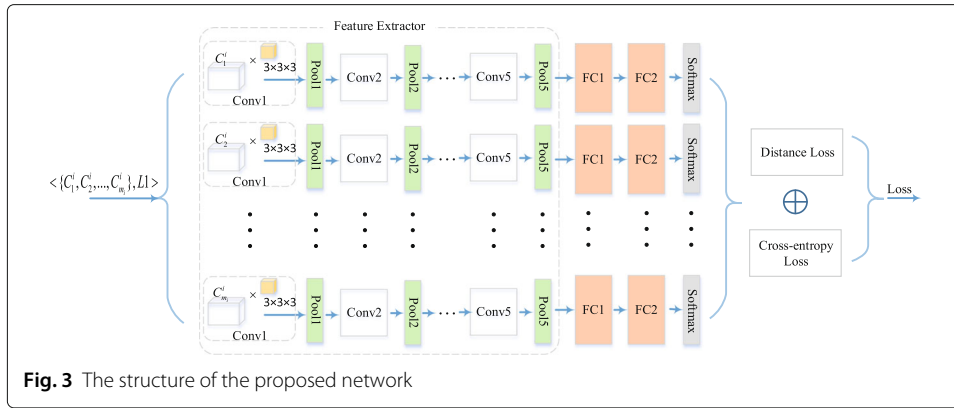 Feature Extractor
C_1^i × 3×3×3 Conv1 Pool1 Conv2 Pool2 ... Conv5 Pool5 FC1 FC2 Softmax
C_2^i × 3×3×3 Conv1 Pool1 Conv2 Pool2 ... Conv5 Pool5 FC1 FC2 Softmax
<{C_1^i,C_2^i,...,C_{m_i}^i},L1>
C_{m_i}^i × 3×3×3 Conv1 Pool1 Conv2 Pool2 ... Conv5 Pool5 FC1 FC2 Softmax
Distance Loss
⊕
Cross-entropy
Loss
Loss
Fig. 3 The structure of the proposed network